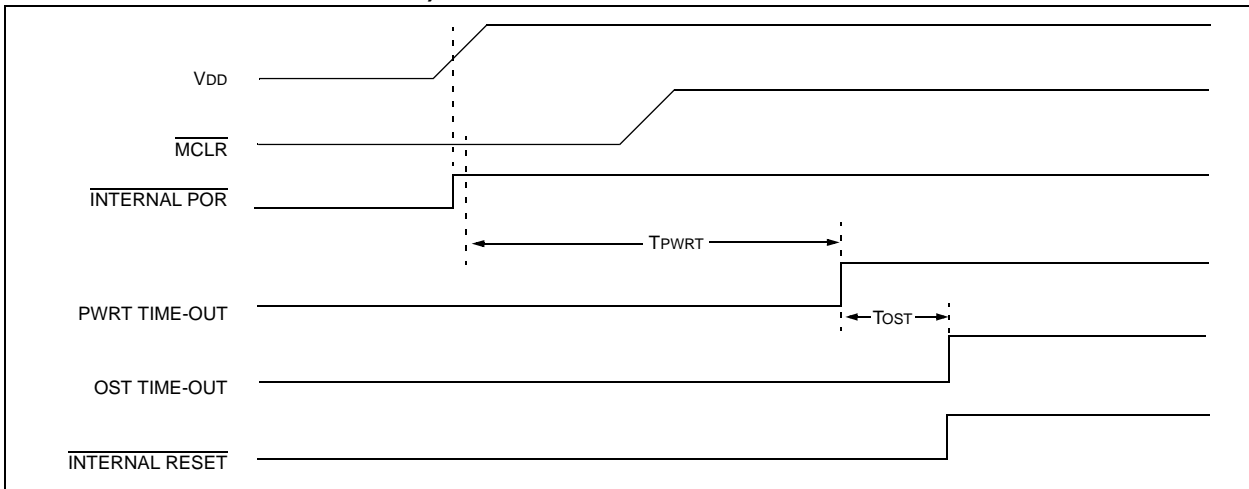 VDD
MCLR
INTERNAL POR
TPWRT
PWRT TIME-OUT
TOST
OST TIME-OUT
INTERNAL RESET